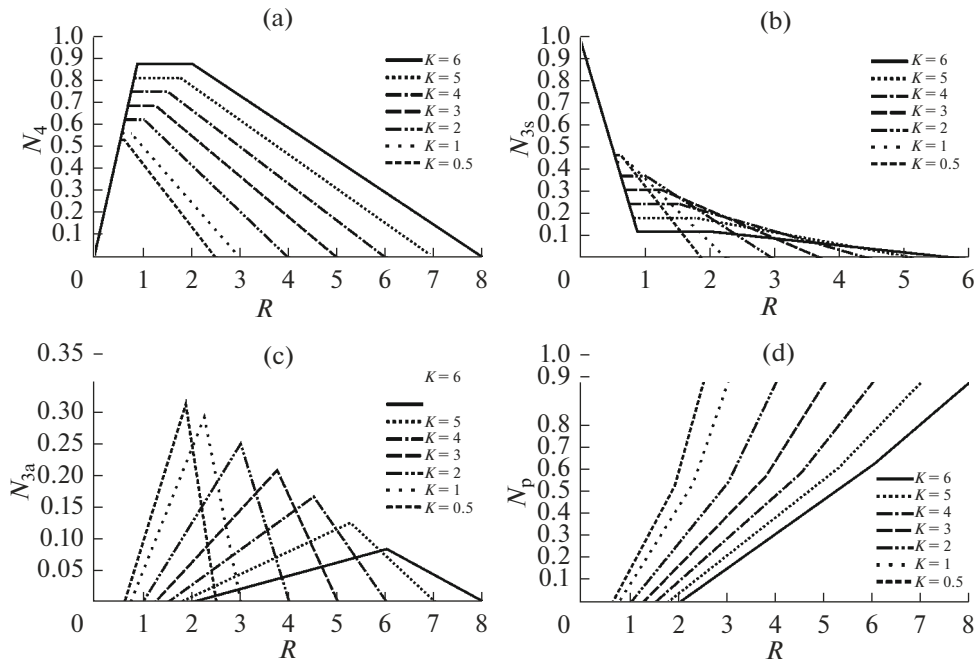 (a)
N4
1.0
0.9
0.8
0.7
0.6
0.5
0.4
0.3
0.2
0.1
0
1 2 3 4 5 6 7 8
R
K = 6
K = 5
K = 4
K = 3
K = 2
K = 1
K = 0.5
(b)
N3s
1.0
0.9
0.8
0.7
0.6
0.5
0.4
0.3
0.2
0.1
0
1 2 3 4 5 6
R
K = 6
K = 5
K = 4
K = 3
K = 2
K = 1
K = 0.5
(c)
N3a
0.35
0.30
0.25
0.20
0.15
0.10
0.05
0
1 2 3 4 5 6 7 8
R
K = 6
K = 5
K = 4
K = 3
K = 2
K = 1
K = 0.5
(d)
Np
1.0
0.9
0.8
0.7
0.6
0.5
0.4
0.3
0.2
0.1
0
1 2 3 4 5 6 7 8
R
K = 6
K = 5
K = 4
K = 3
K = 2
K = 1
K = 0.5